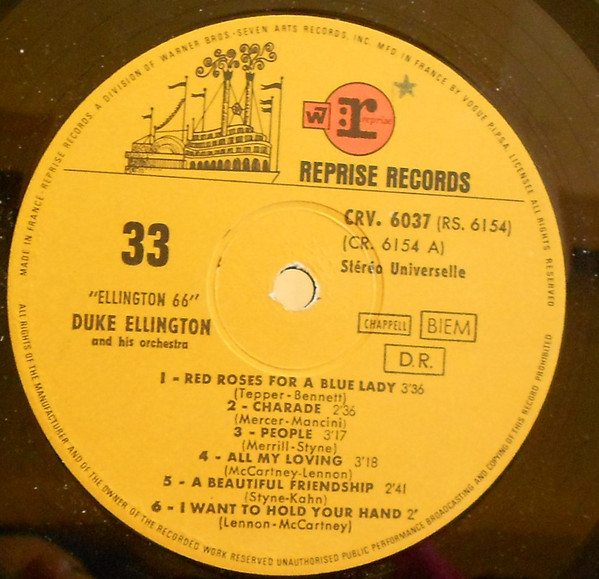 MADE IN FRANCE-REPRISE RECORDS. A DIVISION OF WARNER BROS.-SEVEN ARTS RECORDS, INC. MFD IN FRANCE BY VOGUE P.I.P.SA. LICENSEE ALL RIGHTS RESERVED
W r reprise
REPRISE RECORDS
33
CRV. 6037 (RS. 6154)
(CR. 6154 A)
Stéréo Universelle
"ELLINGTON 66"
DUKE ELLINGTON
and his orchestra
CHAPPELL BIEM
D.R.
1 - RED ROSES FOR A BLUE LADY 3'36
(Tepper-Bennett)
2 - CHARADE 2'36
(Mercer-Mancini)
3 - PEOPLE 3'17
(Merrill-Styne)
4 - ALL MY LOVING 3'18
(McCartney-Lennon)
5 - A BEAUTIFUL FRIENDSHIP 2'41
(Styne-Kahn)
6 - I WANT TO HOLD YOUR HAND 2'
(Lennon-McCartney)
ALL RIGHTS OF THE MANUFACTURER AND OF THE OWNER OF THE RECORDED WORK RESERVED UNAUTHORISED PUBLIC PERFORMANCE BROADCASTING AND COPYING OF THIS RECORD PROHIBITED